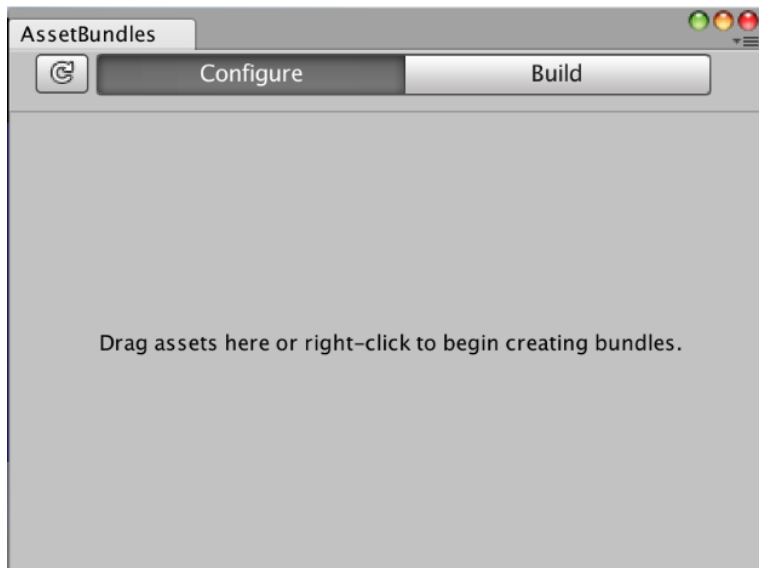 AssetBundles
Configure
Build
Drag assets here or right-click to begin creating bundles.